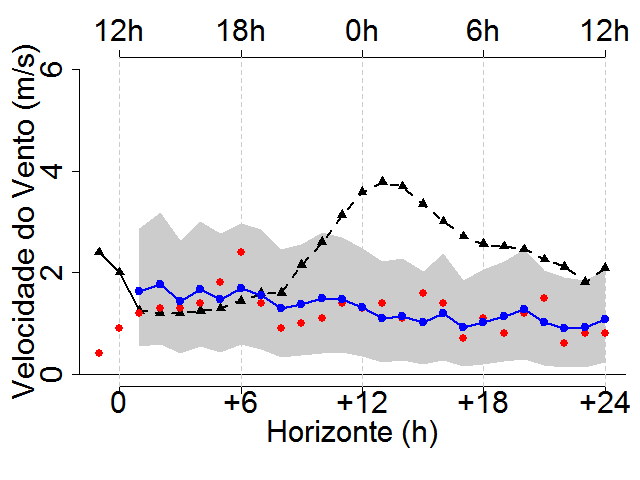 12h 18h 0h 6h 12h
Velocidade do Vento (m/s)
6
4
2
0
0 +6 +12 +18 +24
Horizonte (h)